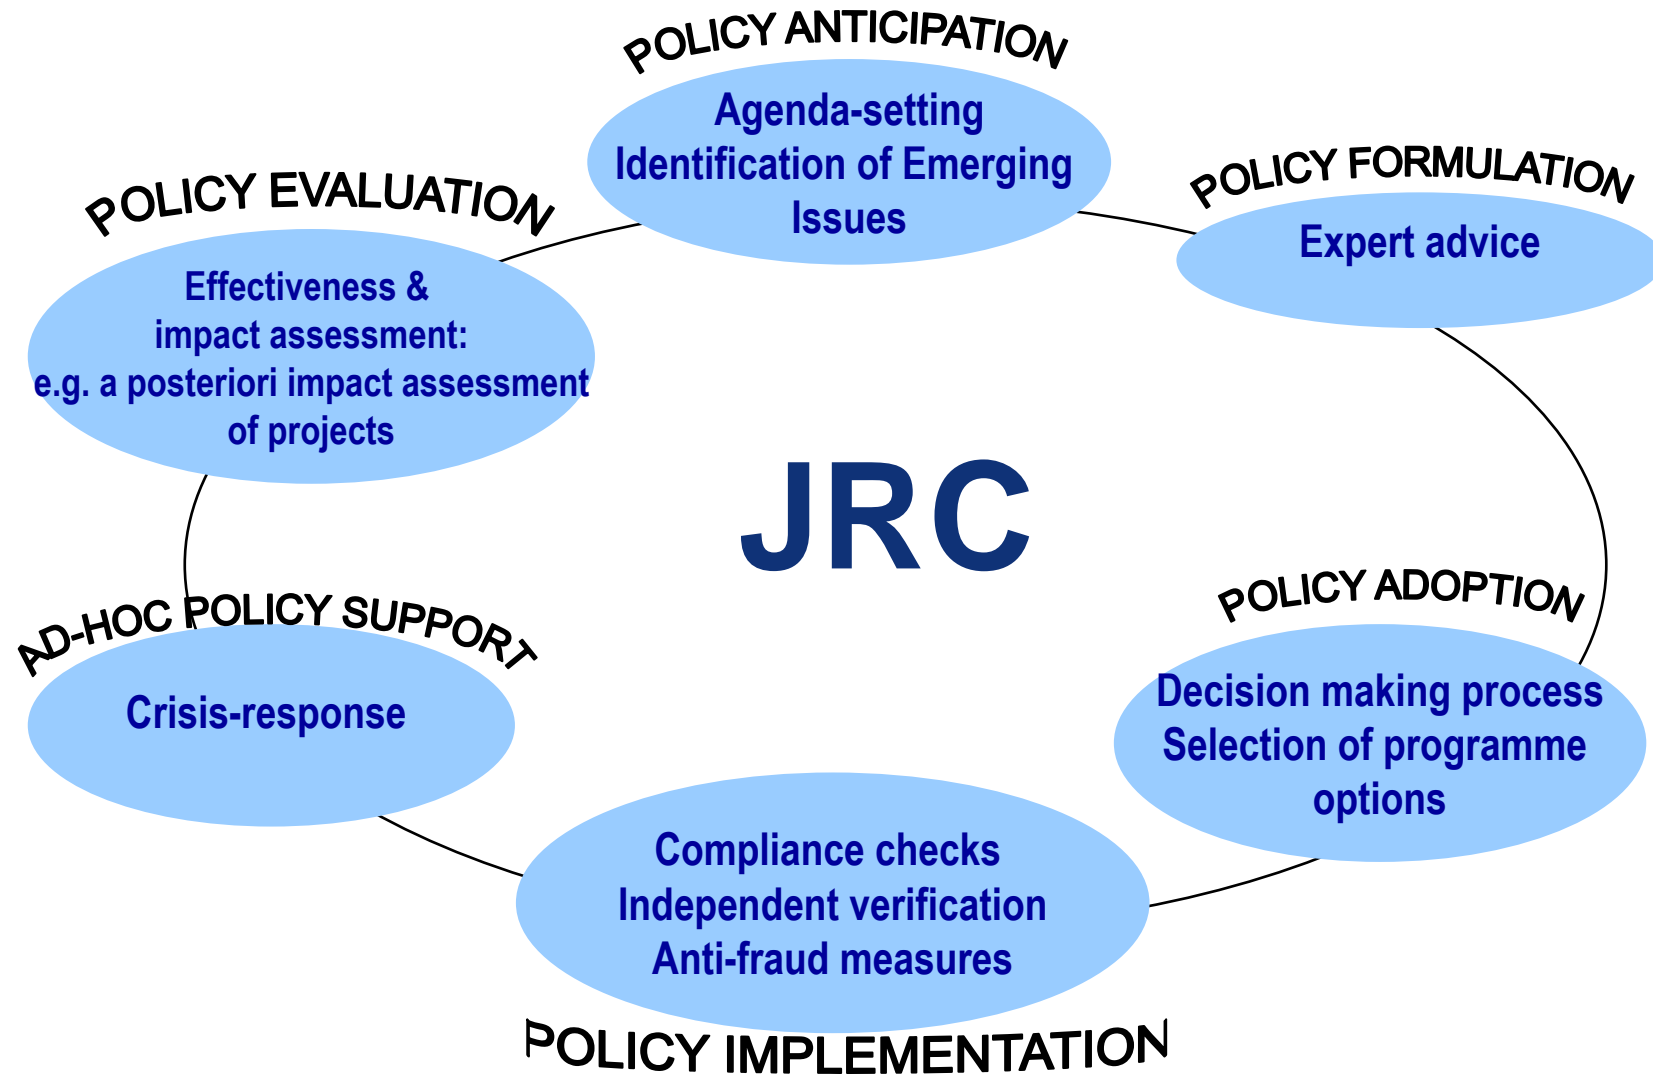 POLICY ANTICIPATION
Agenda-setting
Identification of Emerging
Issues
POLICY FORMULATION
Expert advice
POLICY EVALUATION
Effectiveness &
impact assessment:
e.g. a posteriori impact assessment
of projects
JRC
POLICY ADOPTION
Decision making process
Selection of programme
options
AD-HOC POLICY SUPPORT
Crisis-response
Compliance checks
Independent verification
Anti-fraud measures
POLICY IMPLEMENTATION